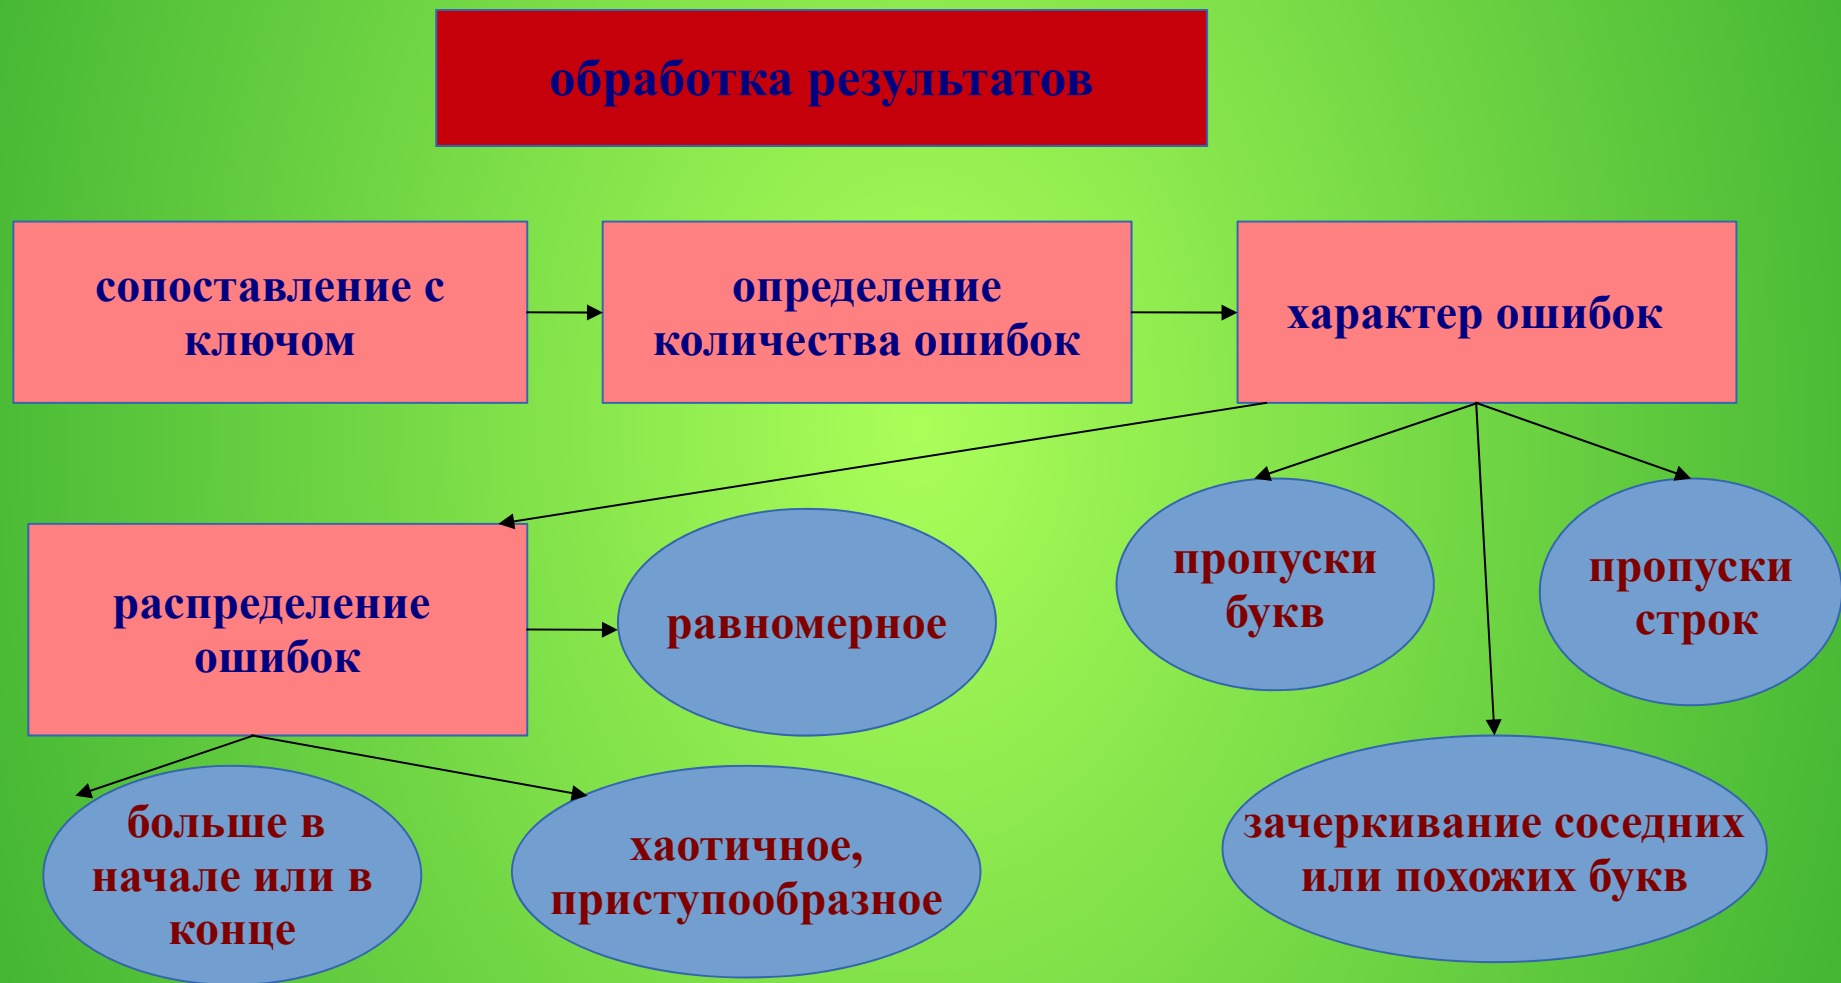 обработка результатов
сопоставление с
ключом
определение
количества ошибок
характер ошибок
распределение
ошибок
равномерное
пропуски
букв
пропуски
строк
больше в
начале или в
конце
хаотичное,
приступообразное
зачеркивание соседних
или похожих букв